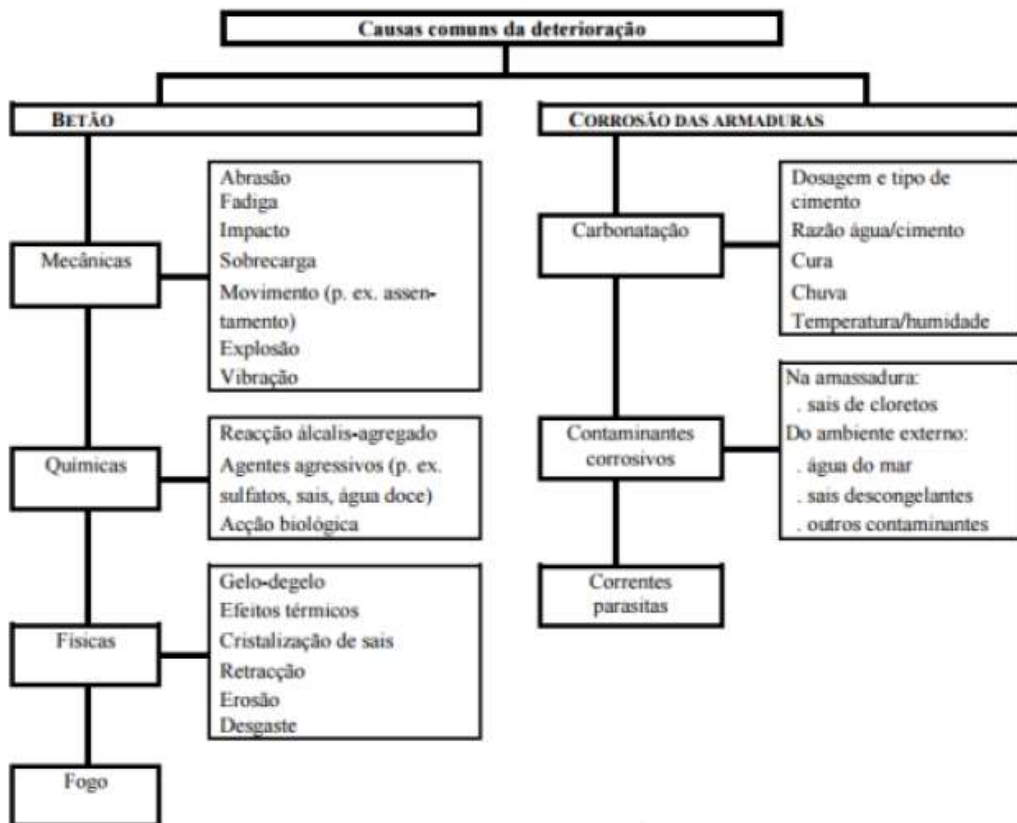 Causas comuns da deterioração
BETÃO
Mecânicas
Abrasão
Fadiga
Impacto
Sobrecarga
Movimento (p. ex. assen-
tamento)
Explosão
Vibração
Químicas
Reacção álcalis-agregado
Agentes agressivos (p. ex.
sulfatos, sais, água doce)
Acção biológica
Físicas
Gelo-degelo
Efeitos térmicos
Cristalização de sais
Retracção
Erosão
Desgaste
Fogo
CORROSÃO DAS ARMADURAS
Carbonatação
Dosagem e tipo de
cimento
Razão água/cimento
Cura
Chuva
Temperatura/humidade
Contaminantes
corrosivos
Na amassadura:
. sais de cloretos
Do ambiente externo:
. água do mar
. sais descongelantes
. outros contaminantes
Correntes
parasitas